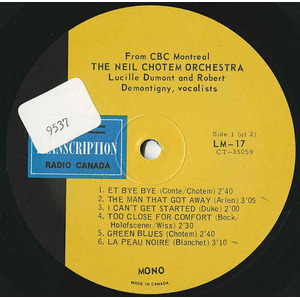 From CBC Montreal
THE NEIL CHOTEM ORCHESTRA
Lucille Dumont and Robert
Demontigny, vocalists
9537
Side 1 (of 2)
TRANSCRIPTION
LM-17
RADIO CANADA
CT-35059
1. ET BYE BYE (Conte/Chotem) 2'40
2. THE MAN THAT GOT AWAY (Arlen) 3'05
3. I CAN'T GET STARTED (Duke) 2'00
4. TOO CLOSE FOR COMFORT (Bock/
Holofscener/Wiss) 2'30
5. GREEN BLUES (Chotem) 2'40
6. LA PEAU NOIRE (Blanchet) 3'10
MONO
MADE IN CANADA